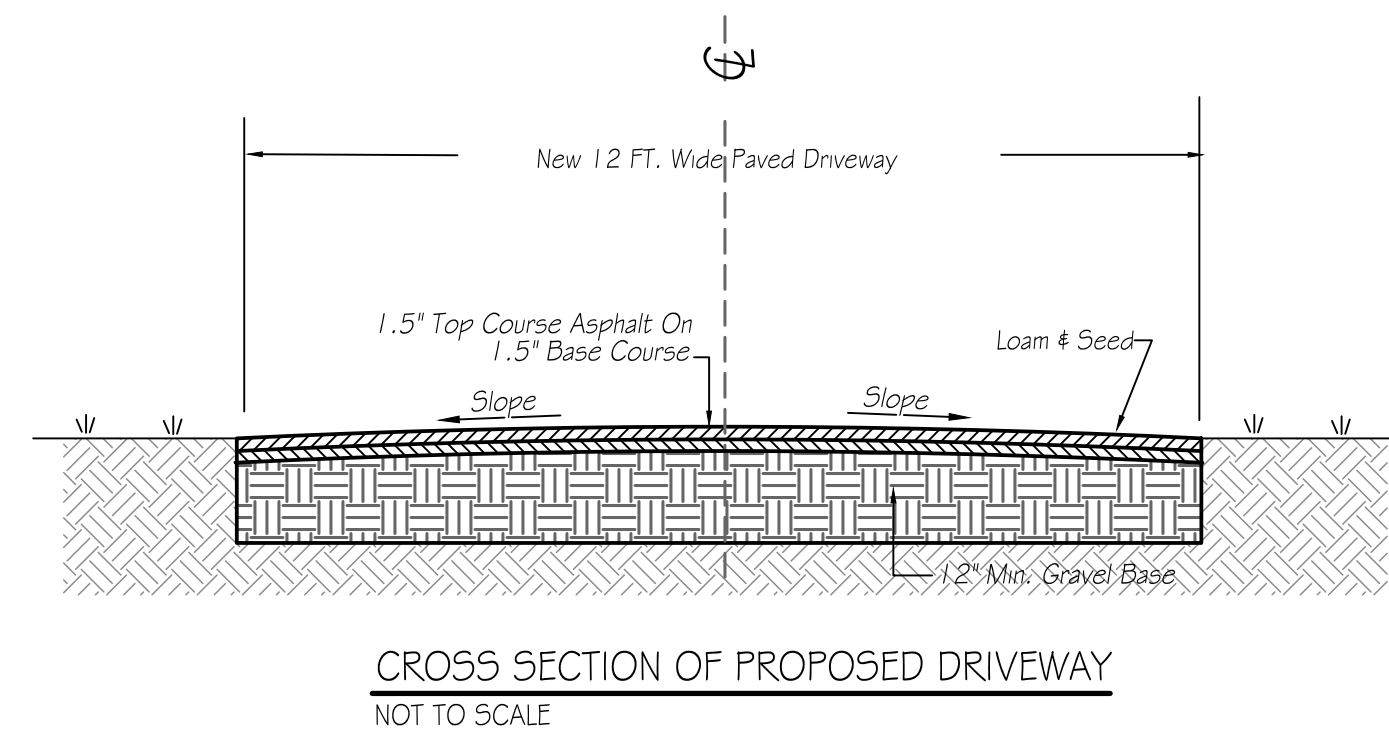 ℄
New 12 FT. Wide Paved Driveway
1.5" Top Course Asphalt On
1.5" Base Course
Loam & Seed
Slope
Slope
12" Min. Gravel Base
CROSS SECTION OF PROPOSED DRIVEWAY
NOT TO SCALE